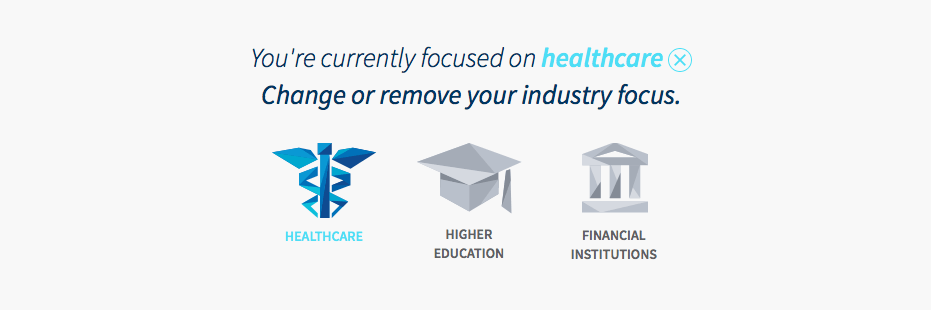 You're currently focused on healthcare
Change or remove your industry focus.
HEALTHCARE
HIGHER
EDUCATION
FINANCIAL
INSTITUTIONS